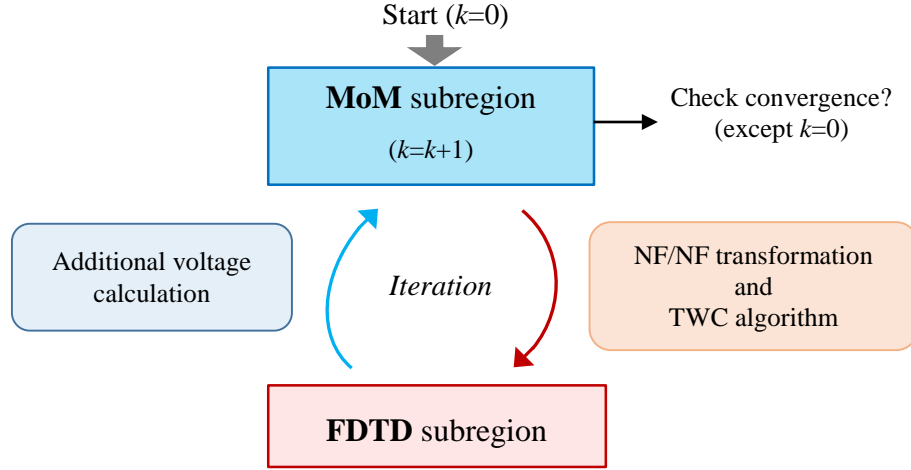 Start (k=0)
MoM subregion
(k=k+1)
Check convergence?
(except k=0)
Additional voltage
calculation
Iteration
NF/NF transformation
and
TWC algorithm
FDTD subregion